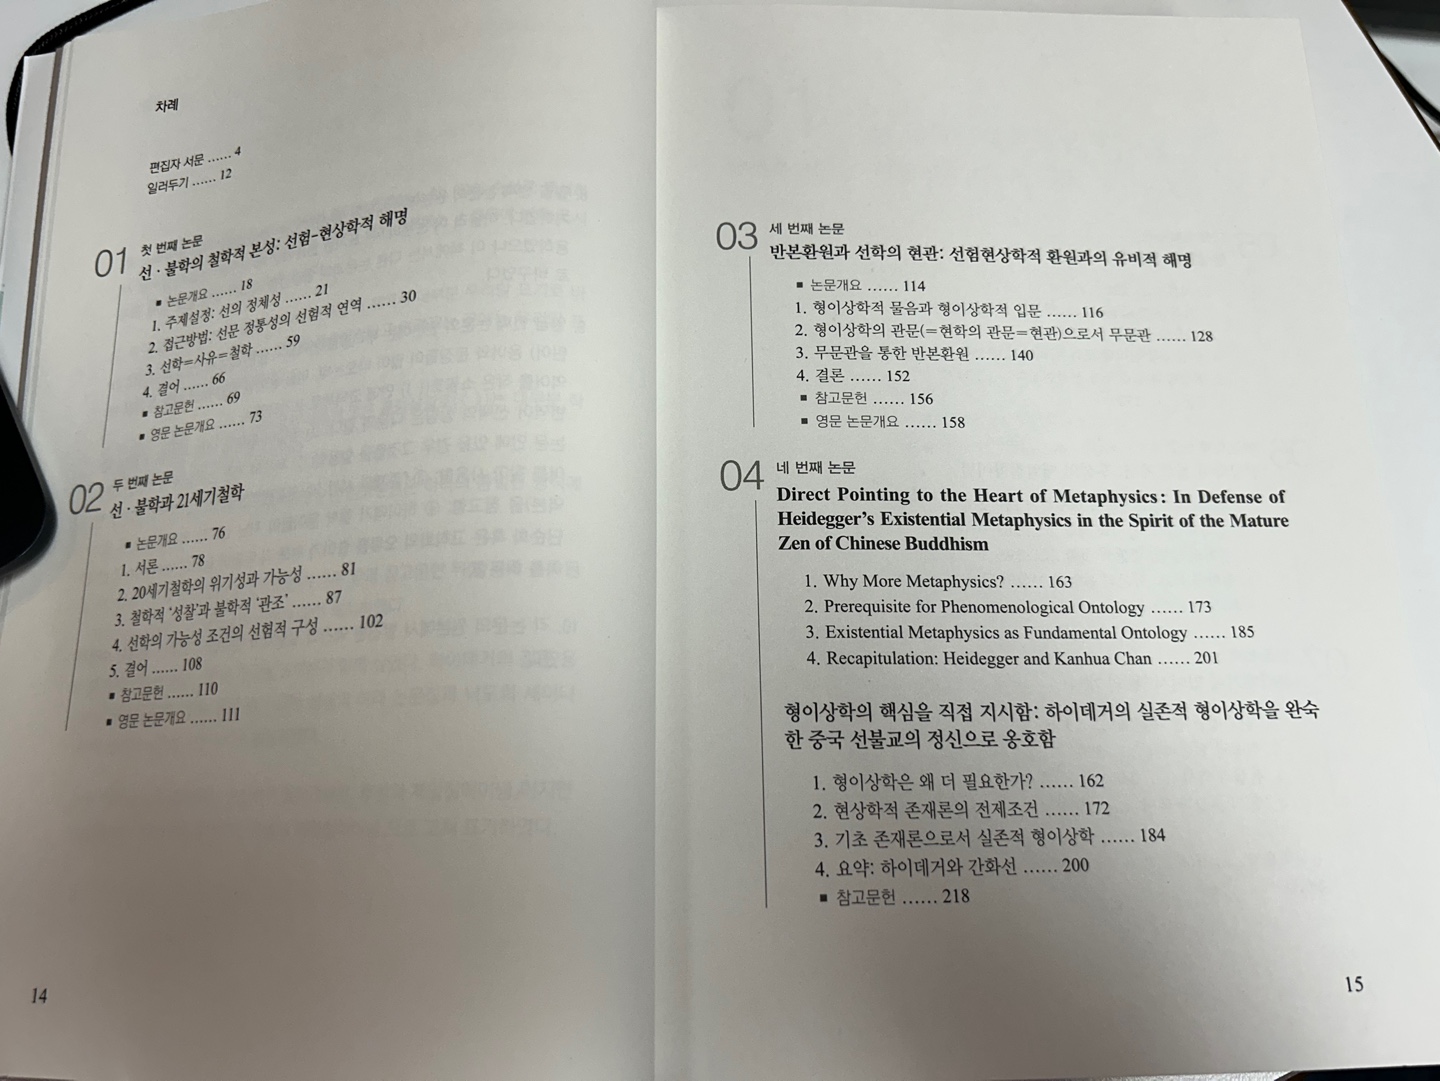 차례
편집자 서문 ...... 4
일러두기 ...... 12
01
첫 번째 논문
선·불학의 철학적 본성: 선험-현상학적 해명
■ 논문개요 ...... 18
1. 주제설정: 선의 정체성 ...... 21
2. 접근방법: 선문 정통성의 선험적 연역 ...... 30
3. 선학=사유=철학 ...... 59
4. 결어 ...... 66
■ 참고문헌 ...... 69
■ 영문 논문개요 ...... 73
02
두 번째 논문
선·불학과 21세기철학
■ 논문개요 ...... 76
1. 서론 ...... 78
2. 20세기철학의 위기성과 가능성 ...... 81
3. 철학적 ‘성찰’과 불학적 ‘관조’ ...... 87
4. 선학의 가능성 조건의 선험적 구성 ...... 102
5. 결어 ...... 108
■ 참고문헌 ...... 110
■ 영문 논문개요 ...... 111
14
03
세 번째 논문
반본환원과 선학의 현관: 선험현상학적 환원과의 유비적 해명
■ 논문개요 ...... 114
1. 형이상학적 물음과 형이상학적 입문 ...... 116
2. 형이상학의 관문(=현학의 관문=현관)으로서 무문관 ...... 128
3. 무문관을 통한 반본환원 ...... 140
4. 결론 ...... 152
■ 참고문헌 ...... 156
■ 영문 논문개요 ...... 158
04
네 번째 논문
Direct Pointing to the Heart of Metaphysics: In Defense of
Heidegger’s Existential Metaphysics in the Spirit of the Mature
Zen of Chinese Buddhism
1. Why More Metaphysics? ...... 163
2. Prerequisite for Phenomenological Ontology ...... 173
3. Existential Metaphysics as Fundamental Ontology ...... 185
4. Recapitulation: Heidegger and Kanhua Chan ...... 201
형이상학의 핵심을 직접 지시함: 하이데거의 실존적 형이상학을 완숙
한 중국 선불교의 정신으로 옹호함
1. 형이상학은 왜 더 필요한가? ...... 162
2. 현상학적 존재론의 전제조건 ...... 172
3. 기초 존재론으로서 실존적 형이상학 ...... 184
4. 요약: 하이데거와 간화선 ...... 200
■ 참고문헌 ...... 218
15